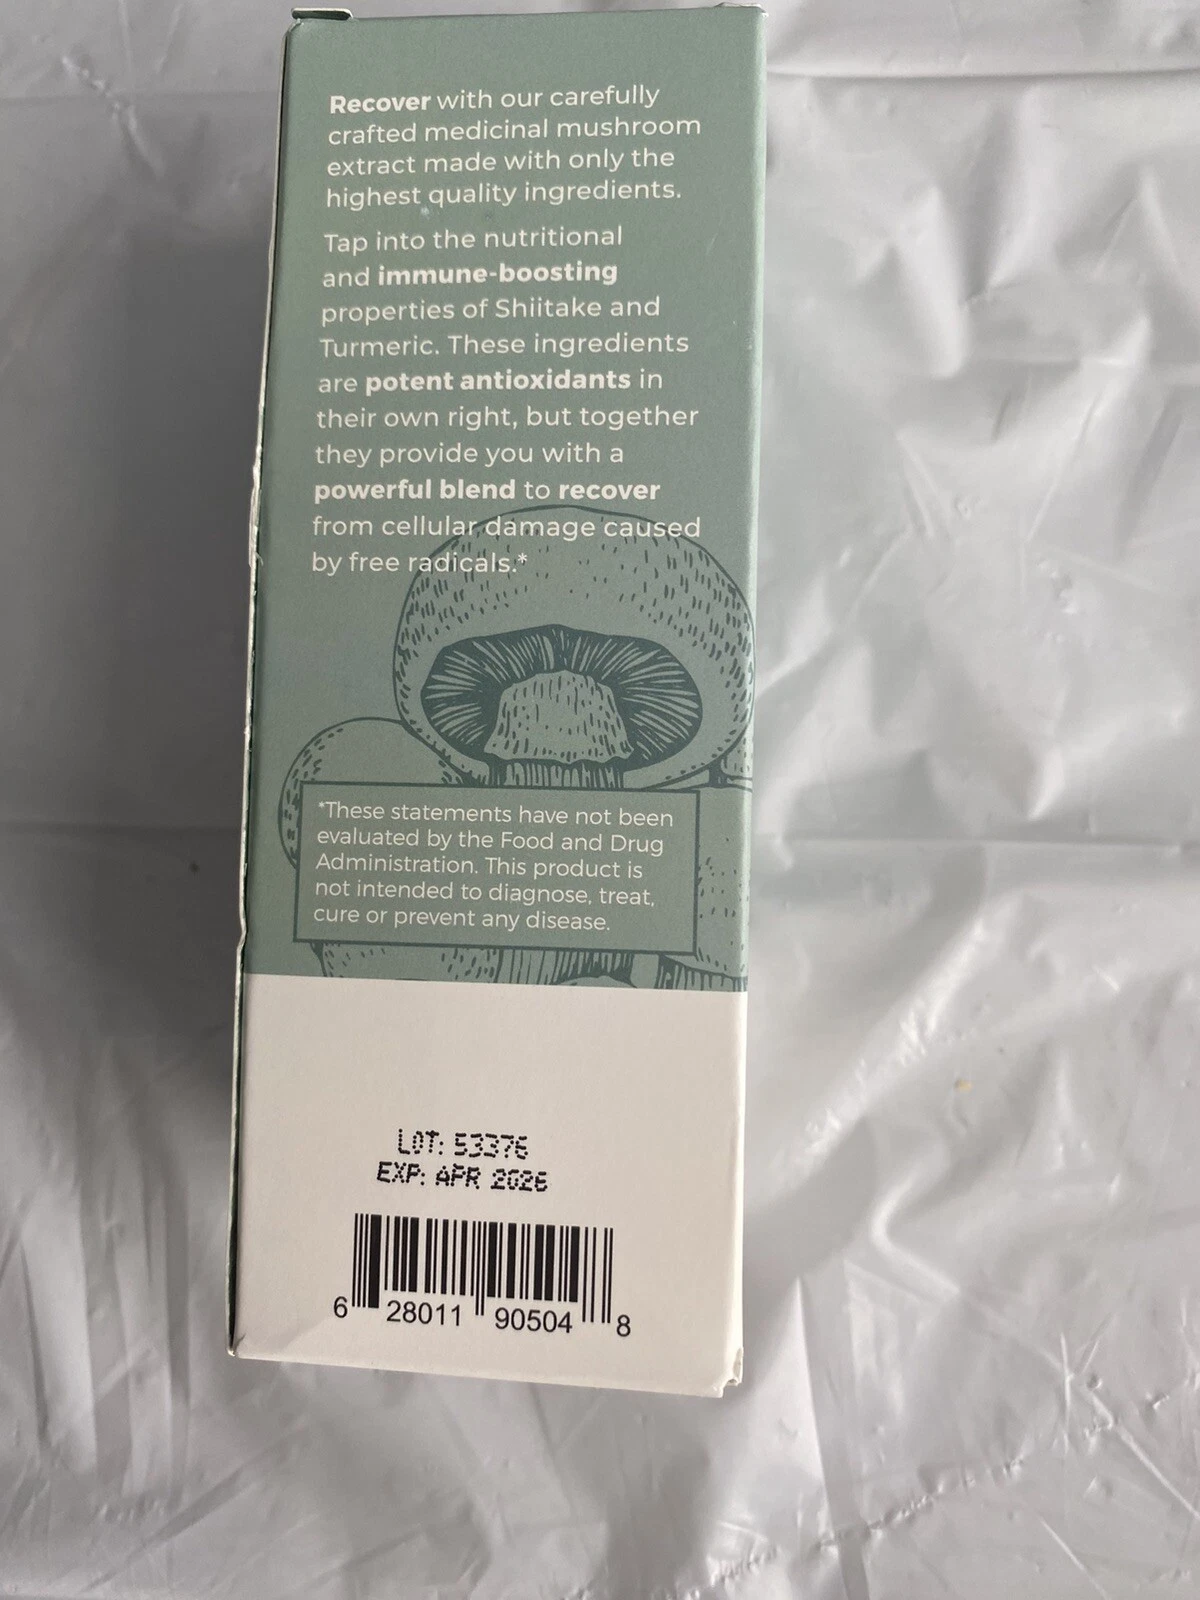 Recover with our carefully
crafted medicinal mushroom
extract made with only the
highest quality ingredients.
Tap into the nutritional
and immune-boosting
properties of Shiitake and
Turmeric. These ingredients
are potent antioxidants in
their own right, but together
they provide you with a
powerful blend to recover
from cellular damage caused
by free radicals.*
*These statements have not been
evaluated by the Food and Drug
Administration. This product is
not intended to diagnose, treat,
cure or prevent any disease.
LOT: 53376
EXP: APR 2026
6 28011 90504 8